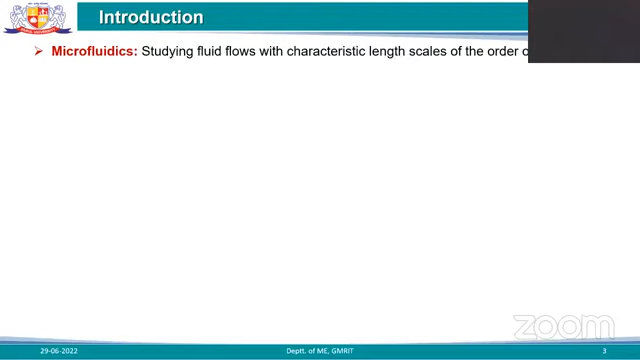 Introduction
Microfluidics: Studying fluid flows with characteristic length scales of the order
29-06-2022
Deptt. of ME, GMRIT
3
zoom